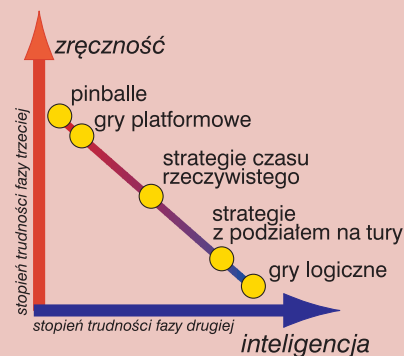 zręczność
stopień trudności fazy trzeciej
pinballe
gry platformowe
strategie czasu
rzeczywistego
strategie
z podziałem na tury
gry logiczne
stopień trudności fazy drugiej
inteligencja